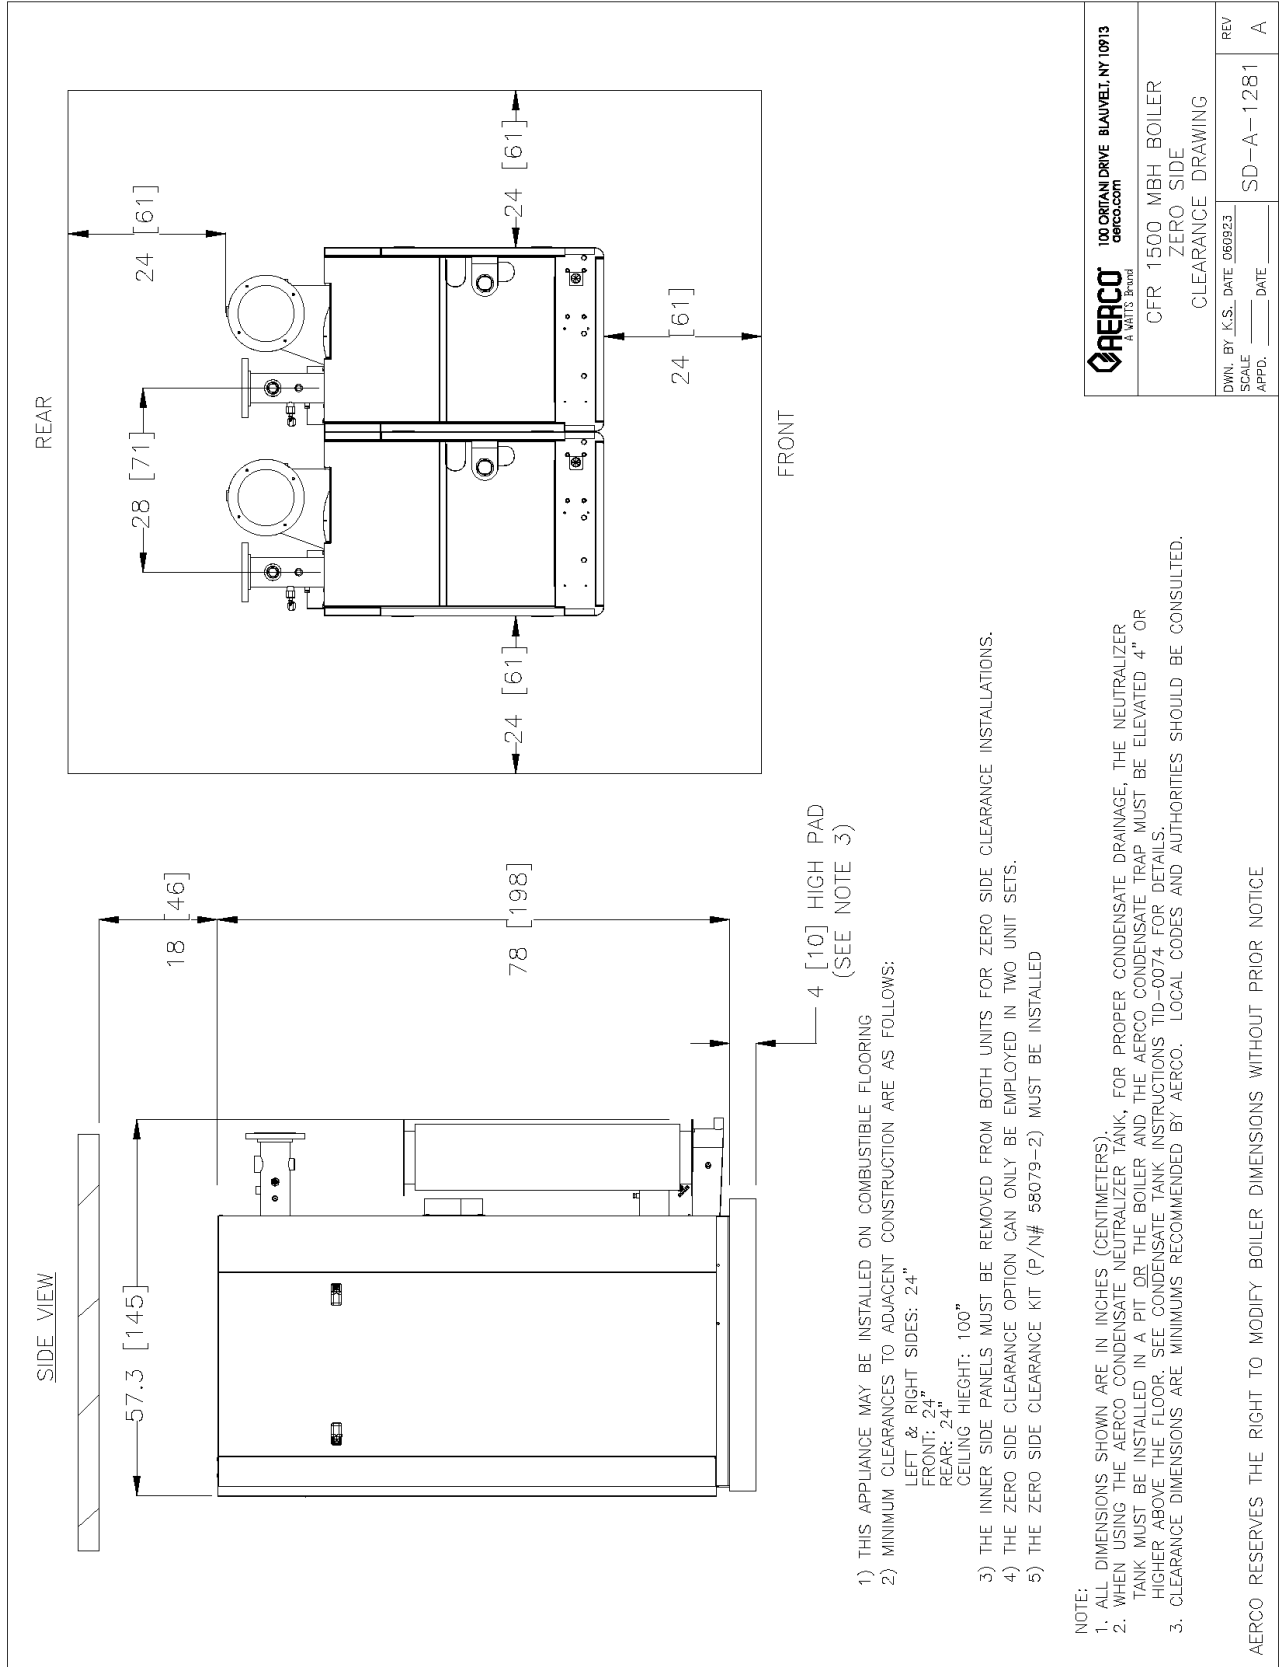 SIDE VIEW
57.3 [145]
18 [46]
78 [198]
4 [10] HIGH PAD
(SEE NOTE 3)
REAR
28 [71]
24 [61]
24 [61]
24 [61]
24 [61]
FRONT
1) THIS APPLIANCE MAY BE INSTALLED ON COMBUSTIBLE FLOORING
2) MINIMUM CLEARANCES TO ADJACENT CONSTRUCTION ARE AS FOLLOWS:
LEFT & RIGHT SIDES: 24"
FRONT: 24"
REAR: 24"
CEILING HIEGHT: 100"
3) THE INNER SIDE PANELS MUST BE REMOVED FROM BOTH UNITS FOR ZERO SIDE CLEARANCE INSTALLATIONS.
4) THE ZERO SIDE CLEARANCE OPTION CAN ONLY BE EMPLOYED IN TWO UNIT SETS.
5) THE ZERO SIDE CLEARANCE KIT (P/N# 58079-2) MUST BE INSTALLED
NOTE:
1. ALL DIMENSIONS SHOWN ARE IN INCHES (CENTIMETERS).
2. WHEN USING THE AERCO CONDENSATE NEUTRALIZER TANK, FOR PROPER CONDENSATE DRAINAGE, THE NEUTRALIZER
TANK MUST BE INSTALLED IN A PIT OR THE BOILER AND THE AERCO CONDENSATE TRAP MUST BE ELEVATED 4" OR
HIGHER ABOVE THE FLOOR. SEE CONDENSATE TANK INSTRUCTIONS TID-0074 FOR DETAILS.
3. CLEARANCE DIMENSIONS ARE MINIMUMS RECOMMENDED BY AERCO. LOCAL CODES AND AUTHORITIES SHOULD BE CONSULTED.
AERCO RESERVES THE RIGHT TO MODIFY BOILER DIMENSIONS WITHOUT PRIOR NOTICE
AERCO
A WATTS Brand
100 ORITANI DRIVE BLAUVELT, NY 10913
aerco.com
CFR 1500 MBH BOILER
ZERO SIDE
CLEARANCE DRAWING
DWN. BY K.S. DATE 060923
SCALE
APPD. DATE
SD-A-1281
REV
A